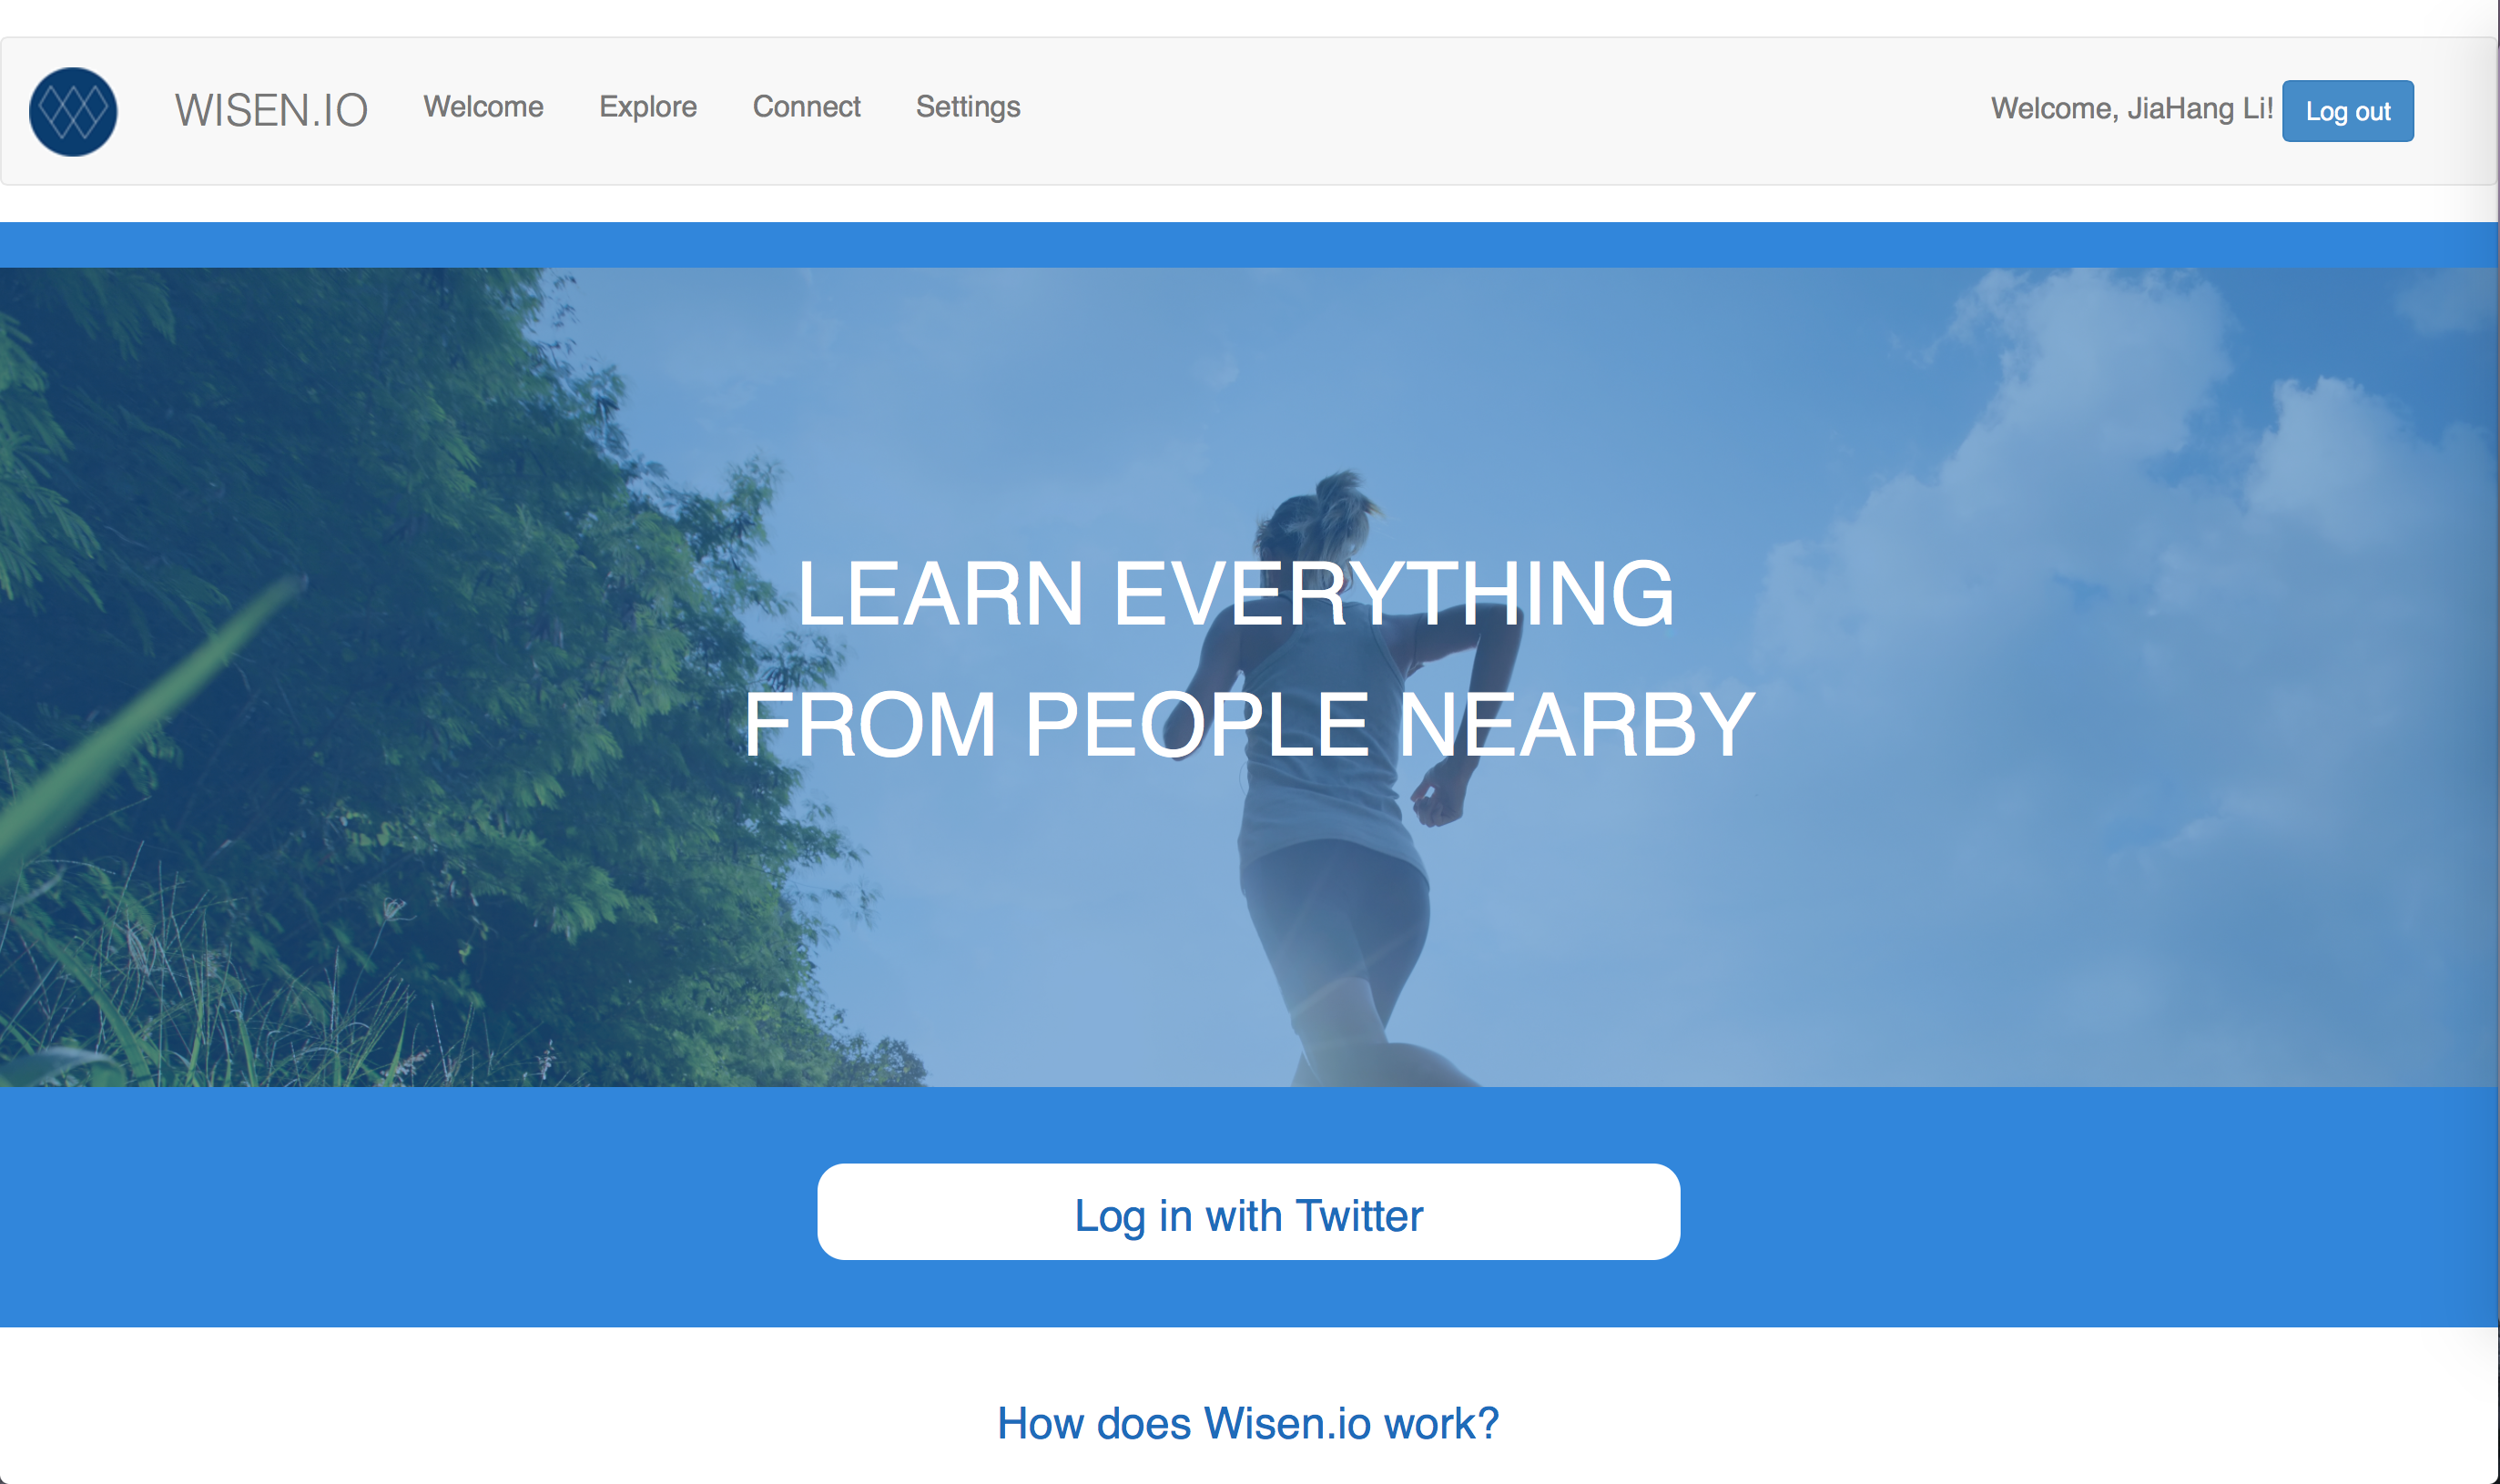 WISEN.IO Welcome Explore Connect Settings Welcome, JiaHang Li! Log out
LEARN EVERYTHING
FROM PEOPLE NEARBY
Log in with Twitter
How does Wisen.io work?